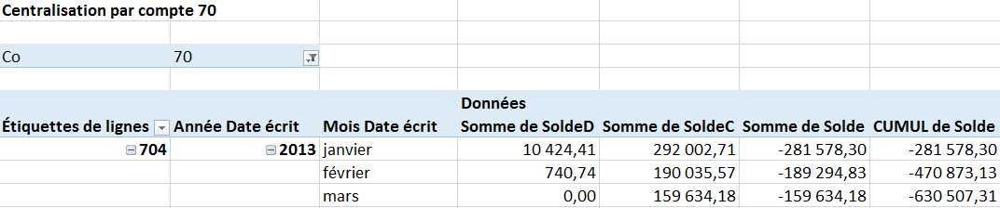 Centralisation par compte 70
Co 70
Données
Étiquettes de lignes Année Date écrit Mois Date écrit Somme de SoldeD Somme de SoldeC Somme de Solde CUMUL de Solde
704 2013 janvier 10 424,41 292 002,71 -281 578,30 -281 578,30
février 740,74 190 035,57 -189 294,83 -470 873,13
mars 0,00 159 634,18 -159 634,18 -630 507,31